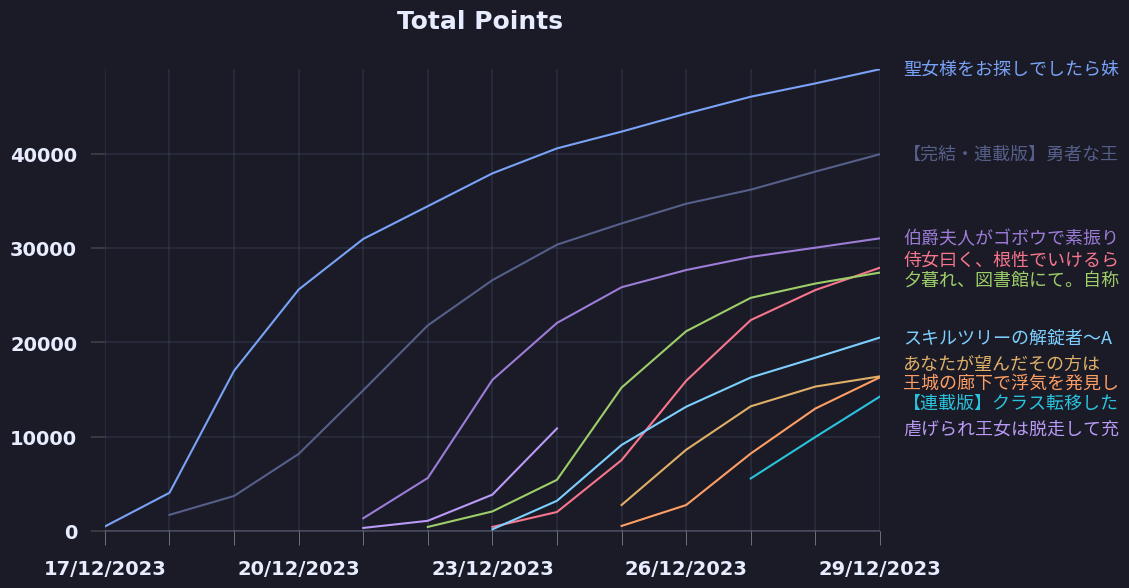 Total Points
聖女様をお探しでしたら妹
40000
【完結・連載版】勇者な王
30000
伯爵夫人がゴボウで素振り
侍女曰く、根性でいけるら
夕暮れ、図書館にて。自称
20000
スキルツリーの解錠者～A
あなたが望んだその方は
王城の廊下で浮気を発見し
【連載版】クラス転移した
10000
虐げられ王女は脱走して充
0
17/12/2023
20/12/2023
23/12/2023
26/12/2023
29/12/2023